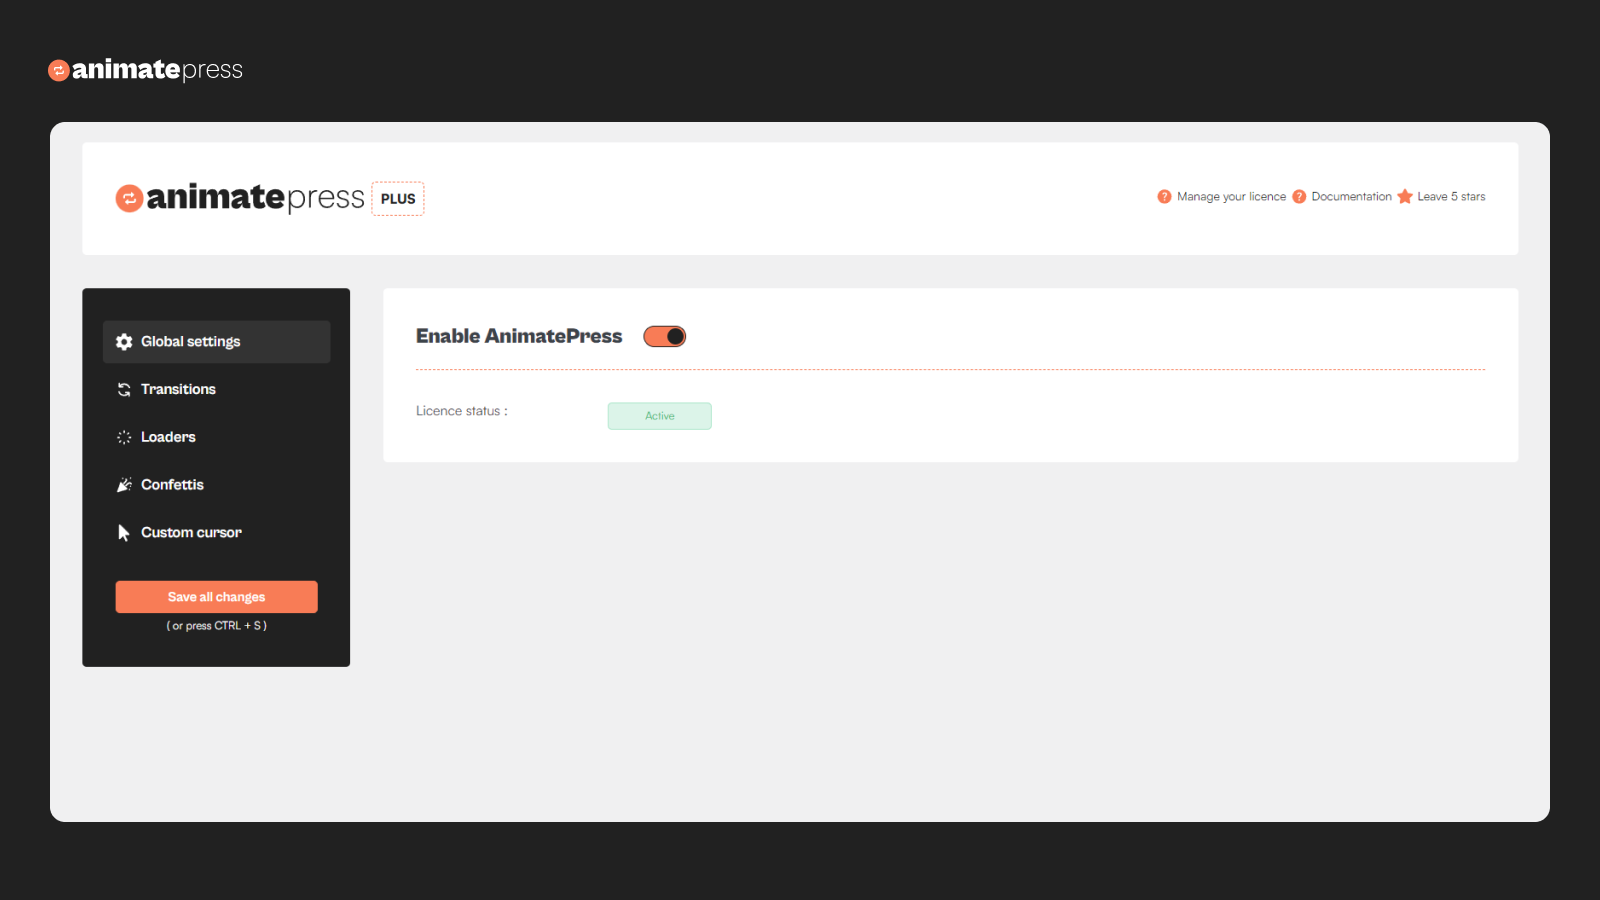 animatepress
animatepress PLUS
Manage your licence Documentation Leave 5 stars
Global settings
Transitions
Loaders
Confettis
Custom cursor
Save all changes
( or press CTRL + S )
Enable AnimatePress
Licence status :
Active